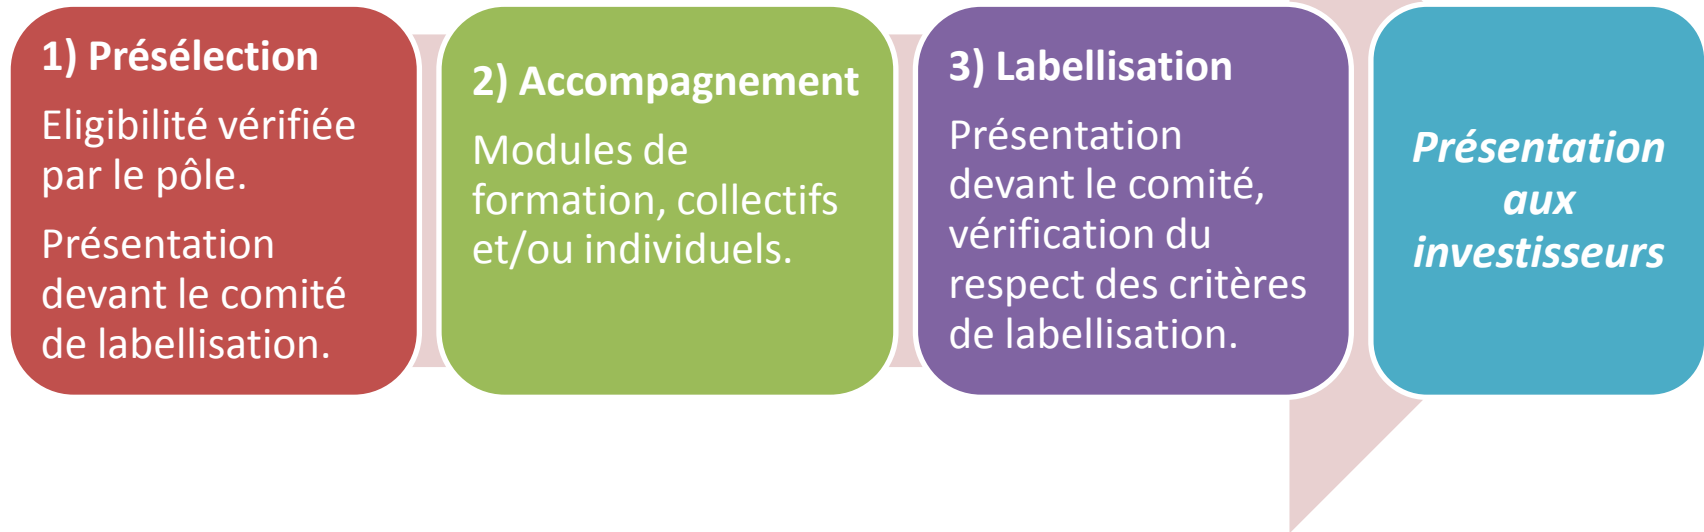 1) Présélection
Eligibilité vérifiée
par le pôle.
Présentation
devant le comité
de labellisation.
2) Accompagnement
Modules de
formation, collectifs
et/ou individuels.
3) Labellisation
Présentation
devant le comité,
vérification du
respect des critères
de labellisation.
Présentation
aux
investisseurs